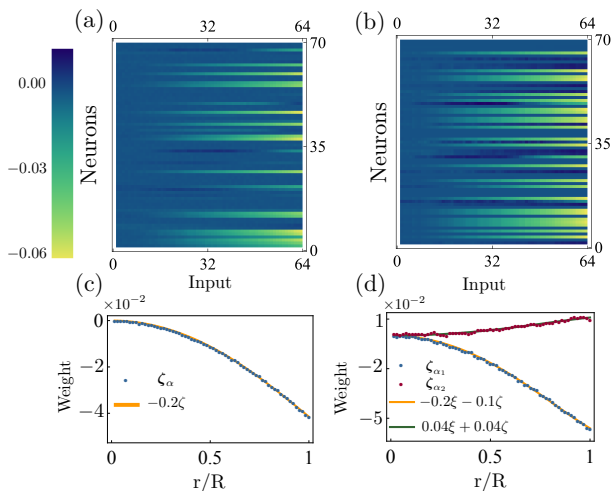 (a)
(b)
0 32 64
0 32 64
0.00
−0.03
−0.06
Neurons
70
35
0
Neurons
70
35
0
0 32 64
0 32 64
Input
Input
(c)
(d)
×10⁻²
×10⁻²
Weight
0
−2
−4
ζα
−0.2ζ
0 0.5 1
r/R
Weight
1
−2
−5
ζα₁
ζα₂
−0.2ξ − 0.1ζ
0.04ξ + 0.04ζ
0 0.5 1
r/R